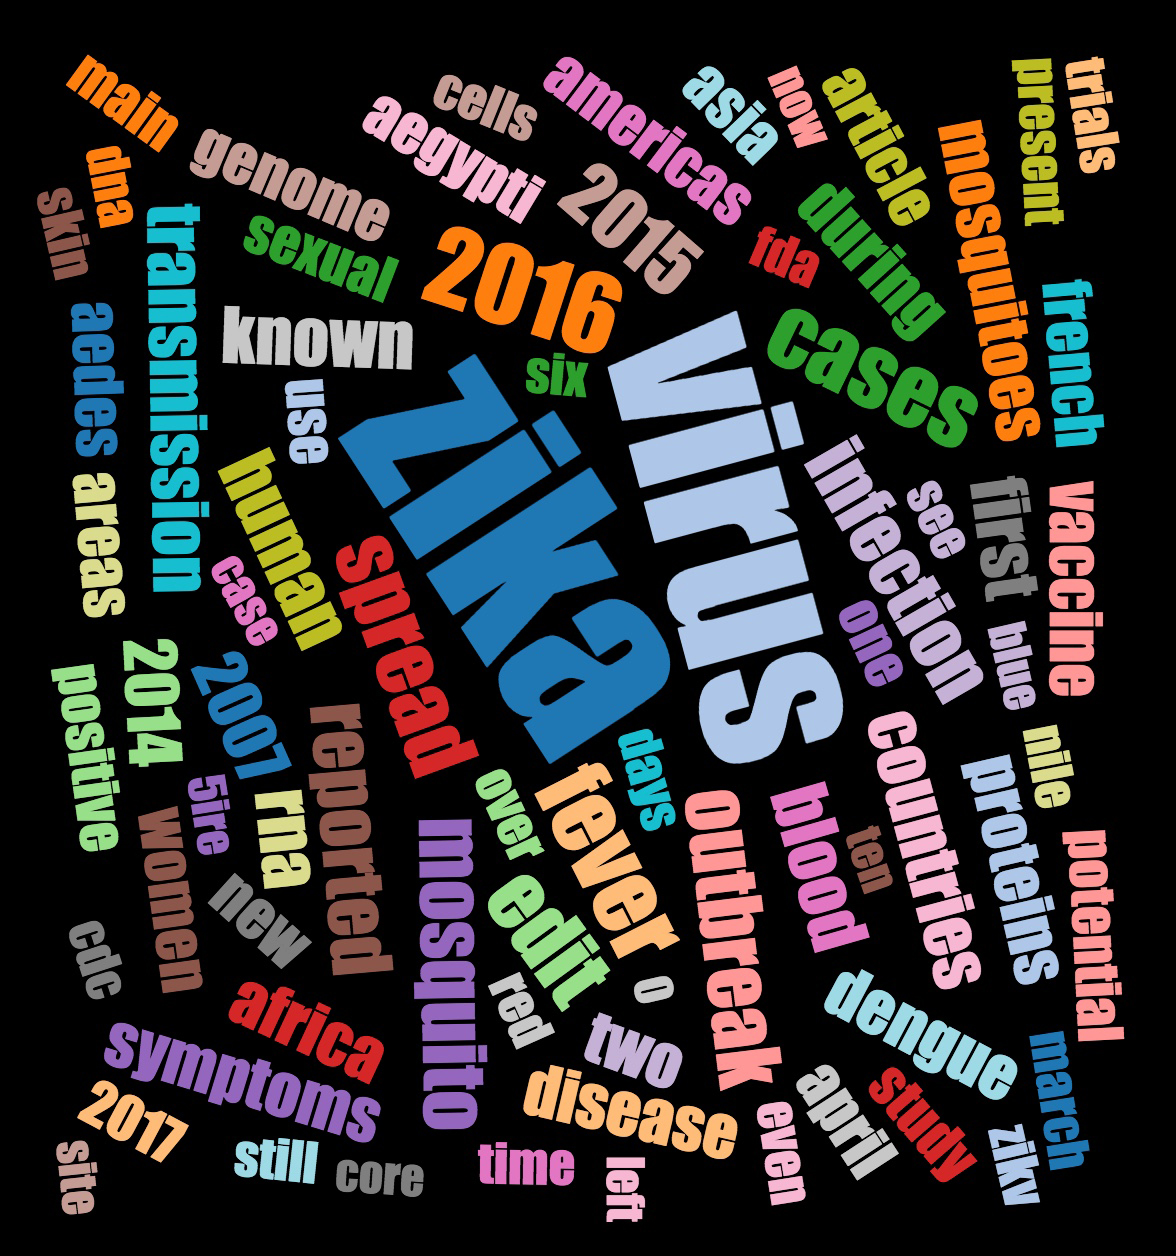 main
cells
americas
asia
now
article
present
trials
dna
genome
aegypti
2015
mosquitoes
skin
transmission
sexual
2016
fda
during
french
aedes
known
six
virus
cases
use
zika
infection
see
first
vaccine
areas
human
case
spread
one
blue
2014
2007
positive
reported
days
countries
nile
proteins
5ire
rna
over
fever
outbreak
blood
ten
potential
women
new
mosquito
edit
cdc
red
o
africa
two
dengue
symptoms
disease
april
study
march
2017
even
zikv
site
still
core
time
left